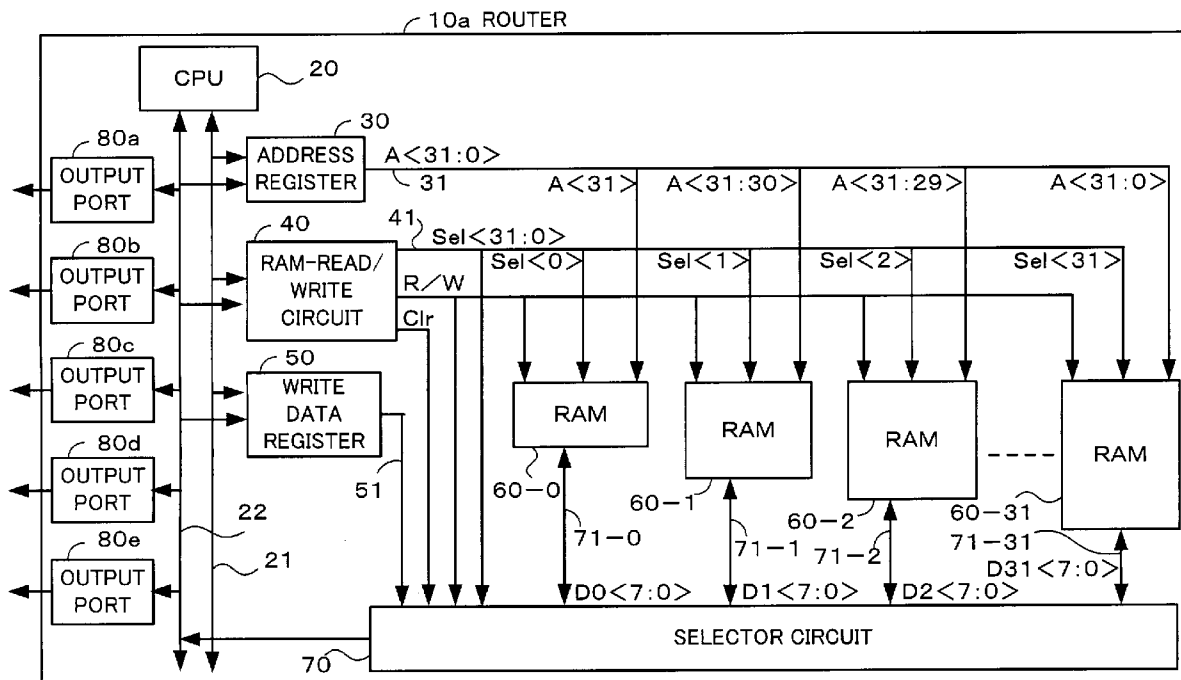 10a ROUTER
CPU
20
80a
OUTPUT
PORT
30
ADDRESS
REGISTER
A<31:0>
31
A<31>
A<31:30>
A<31:29>
A<31:0>
80b
OUTPUT
PORT
40
RAM-READ/
WRITE
CIRCUIT
41
Sel<31:0>
Sel<0>
Sel<1>
Sel<2>
Sel<31>
R/W
Clr
80c
OUTPUT
PORT
50
WRITE
DATA
REGISTER
51
RAM
RAM
RAM
RAM
60-0
60-1
60-2
60-31
80d
OUTPUT
PORT
22
71-0
71-1
71-2
71-31
80e
OUTPUT
PORT
21
D0<7:0>
D1<7:0>
D2<7:0>
D31<7:0>
SELECTOR CIRCUIT
70